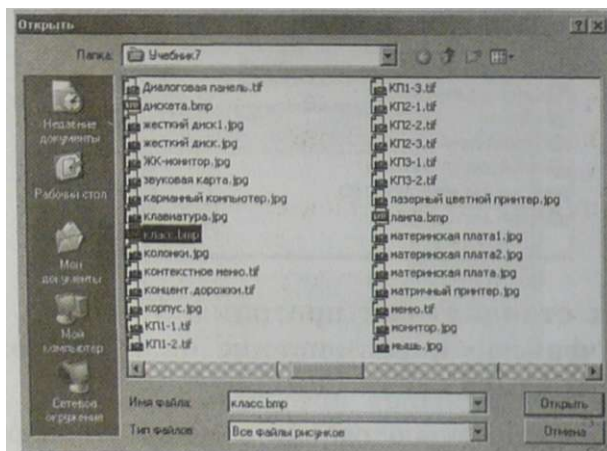 Открыть
Папка:
Учебник7
Недавние документы
Рабочий стол
Мои документы
Мой компьютер
Сетевое окружение
Диалоговая панель.tif
дискета.bmp
жесткий диск1.jpg
жесткий диск.jpg
ЖК-монитор.jpg
звуковая карта.jpg
карманный компьютер.jpg
клавиатура.jpg
класс.bmp
колонки.jpg
контекстное меню.tif
концент.дорожки.tif
корпус.jpg
КП1-1.tif
КП1-2.tif
КП1-3.tif
КП2-1.tif
КП2-2.tif
КП2-3.tif
КП3-1.tif
КП3-2.tif
лазерный цветной принтер.jpg
лампа.bmp
материнская плата1.jpg
материнская плата2.jpg
материнская плата.jpg
матричный принтер.jpg
меню.tif
монитор.jpg
мышь.jpg
Имя файла:
класс.bmp
Открыть
Тип файлов:
Все файлы рисунков
Отмена